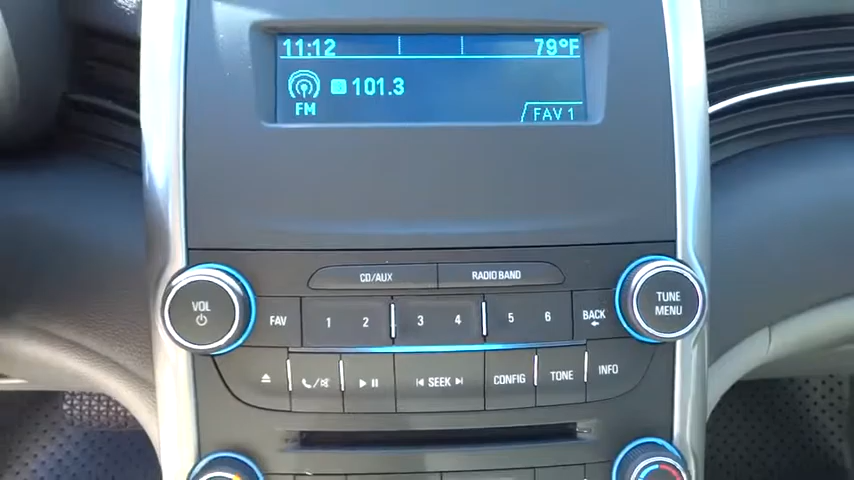 11:12 79°F
101.3
FM
FAV 1
CD/AUX RADIO BAND
VOL TUNE
MENU
FAV 1 2 3 4 5 6 BACK
SEEK CONFIG TONE INFO